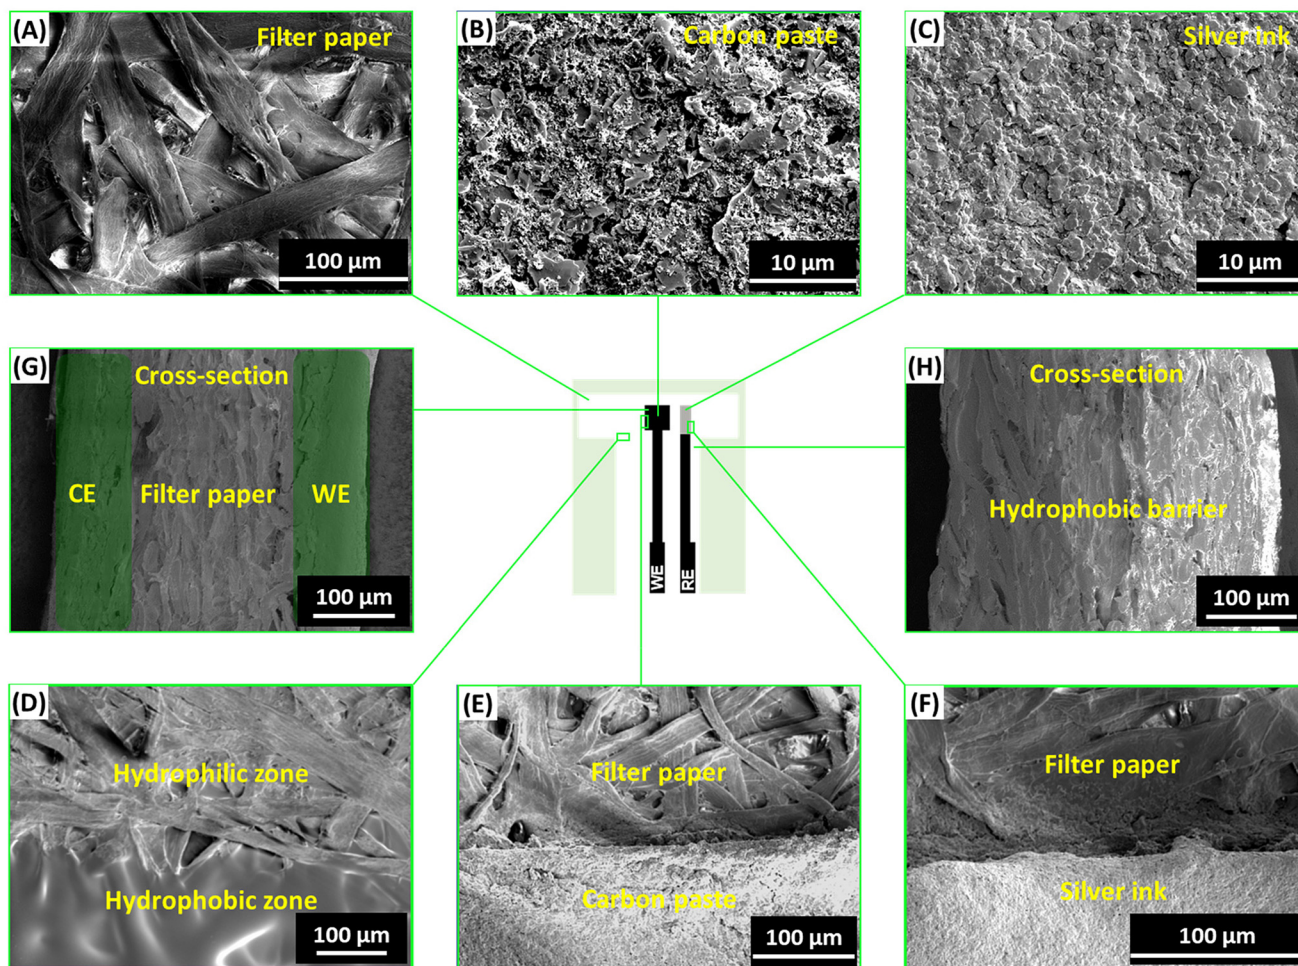 (A)
Filter paper
100 µm
(B)
Carbon paste
10 µm
(C)
Silver ink
10 µm
(G)
Cross-section
CE
Filter paper
WE
100 µm
WE
RE
(H)
Cross-section
Hydrophobic barrier
100 µm
(D)
Hydrophilic zone
Hydrophobic zone
100 µm
(E)
Filter paper
Carbon paste
100 µm
(F)
Filter paper
Silver ink
100 µm